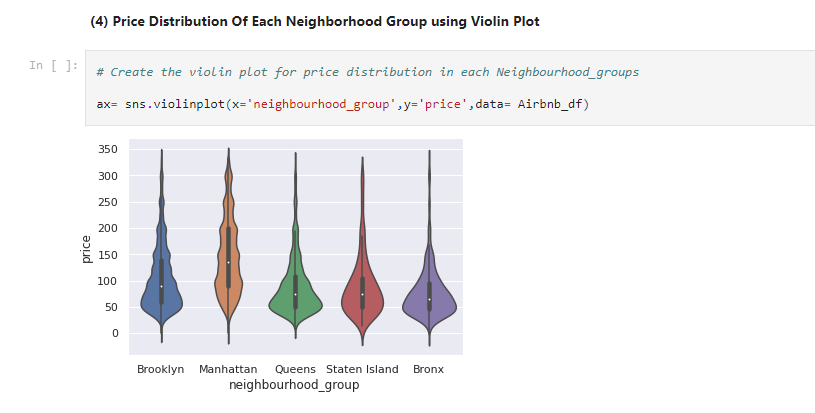 (4) Price Distribution Of Each Neighborhood Group using Violin Plot
In [ ]:
# Create the violin plot for price distribution in each Neighbourhood_groups
ax= sns.violinplot(x='neighbourhood_group',y='price',data= Airbnb_df)
350
300
250
200
150
100
50
0
price
Brooklyn Manhattan Queens Staten Island Bronx
neighbourhood_group